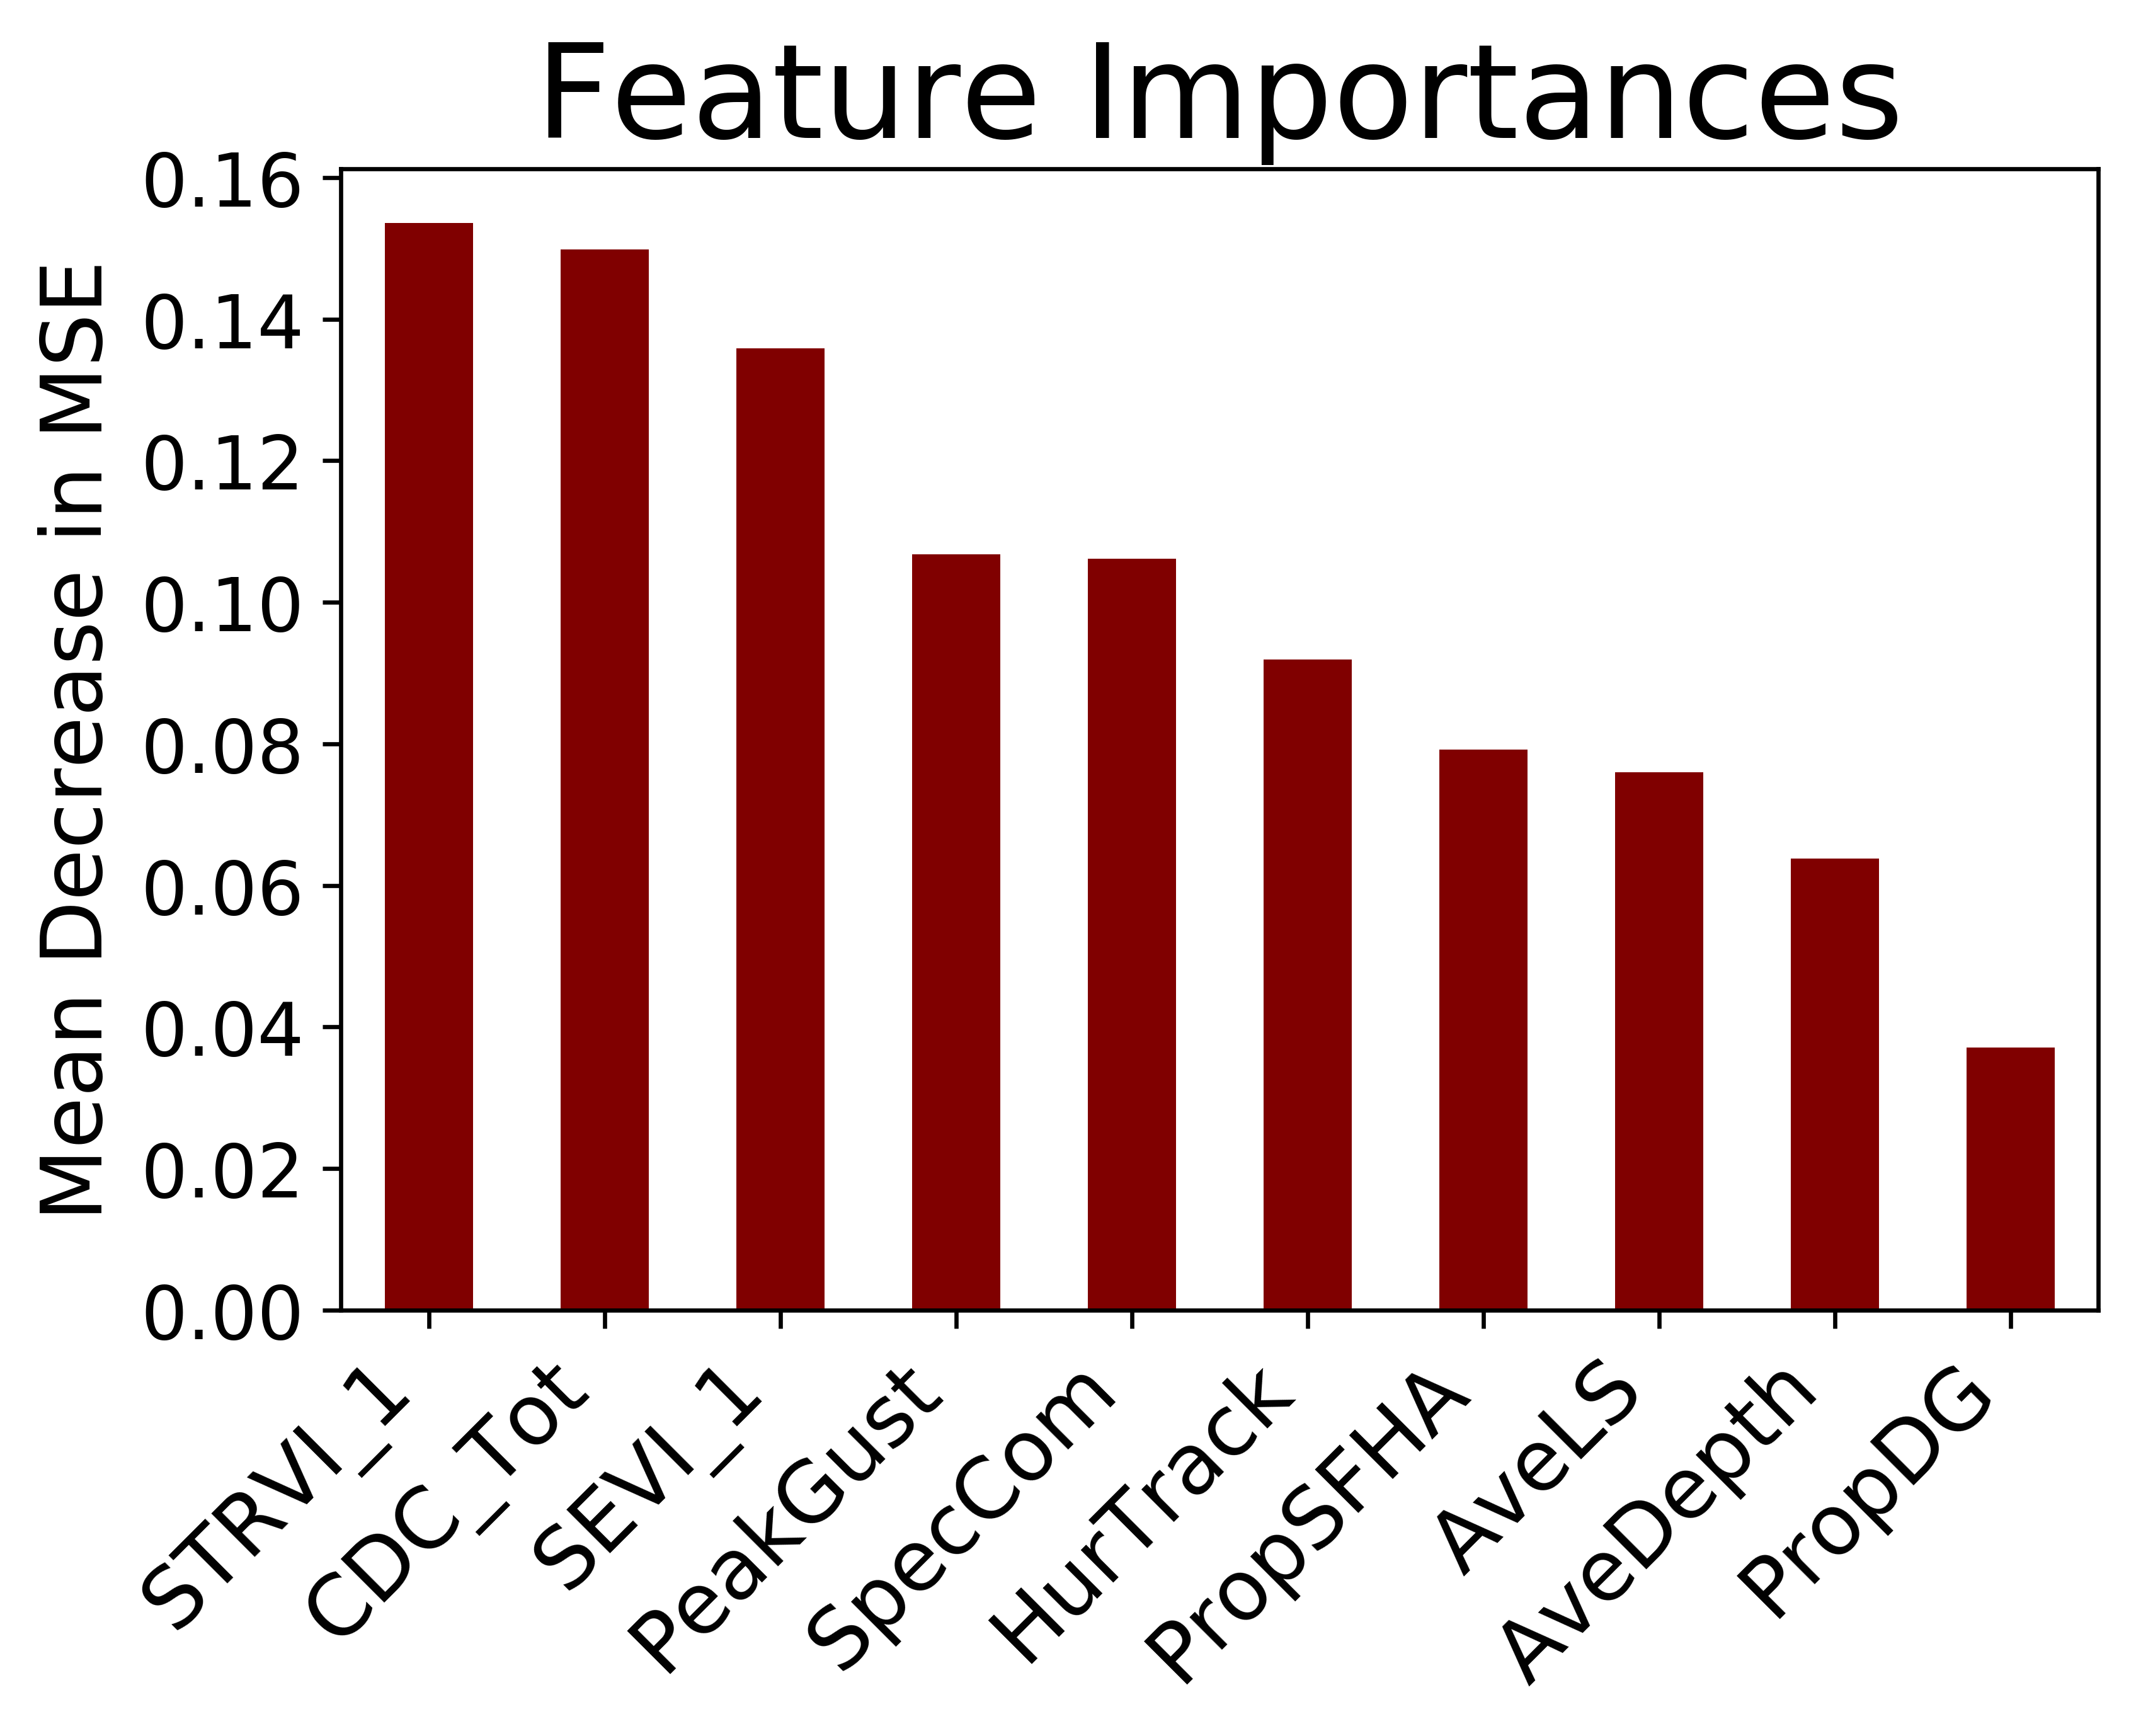 Feature Importances
Mean Decrease in MSE
0.16
0.14
0.12
0.10
0.08
0.06
0.04
0.02
0.00
STRVI_1
CDC_Tot
SEVI_1
PeakGust
SpecCom
HurTrack
PropSFHA
AveLS
AveDepth
PropDG